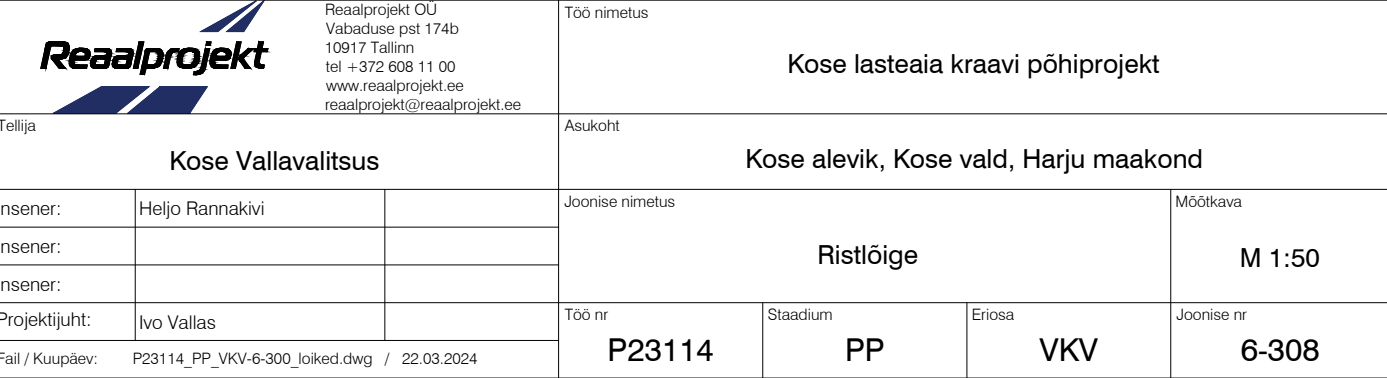 Reaalprojekt
Reaalprojekt OÜ
Vabaduse pst 174b
10917 Tallinn
tel +372 608 11 00
www.reaalprojekt.ee
reaalprojekt@reaalprojekt.ee
Töö nimetus
Kose lasteaia kraavi põhiprojekt
Tellija
Kose Vallavalitsus
Asukoht
Kose alevik, Kose vald, Harju maakond
nsener: Heljo Rannakivi
nsener:
nsener:
Projektijuht: Ivo Vallas
Fail / Kuupäev: P23114_PP_VKV-6-300_loiked.dwg / 22.03.2024
Joonise nimetus
Ristlõige
Mõõtkava
M 1:50
Töö nr
P23114
Staadium
PP
Eriosa
VKV
Joonise nr
6-308